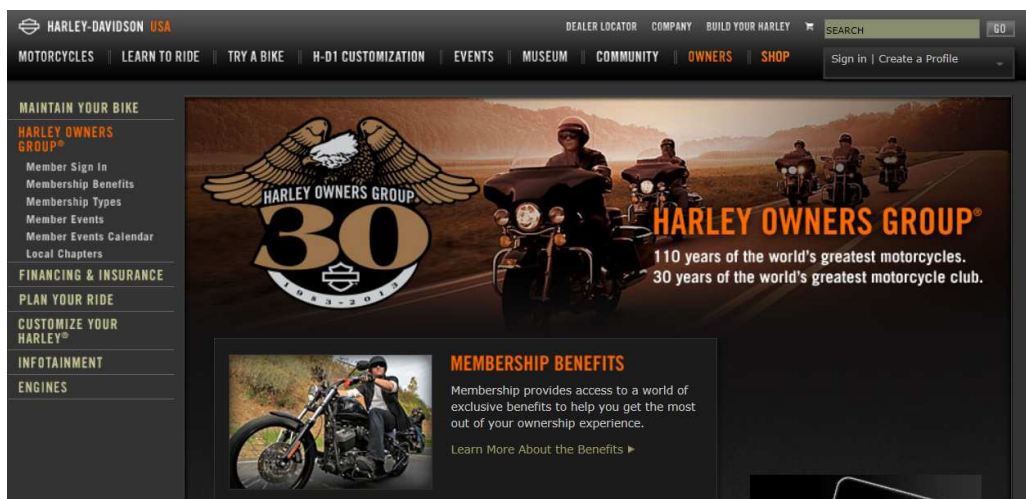 HARLEY-DAVIDSON USA
DEALER LOCATOR COMPANY BUILD YOUR HARLEY
SEARCH
GO
MOTORCYCLES LEARN TO RIDE TRY A BIKE H-D1 CUSTOMIZATION EVENTS MUSEUM COMMUNITY OWNERS SHOP
Sign in | Create a Profile
MAINTAIN YOUR BIKE
HARLEY OWNERS
GROUP®
Member Sign In
Membership Benefits
Membership Types
Member Events
Member Events Calendar
Local Chapters
FINANCING & INSURANCE
PLAN YOUR RIDE
CUSTOMIZE YOUR
HARLEY®
INFOTAINMENT
ENGINES
HARLEY OWNERS GROUP®
30
1983-2013
HARLEY OWNERS GROUP®
110 years of the world's greatest motorcycles.
30 years of the world's greatest motorcycle club.
MEMBERSHIP BENEFITS
Membership provides access to a world of
exclusive benefits to help you get the most
out of your ownership experience.
Learn More About the Benefits